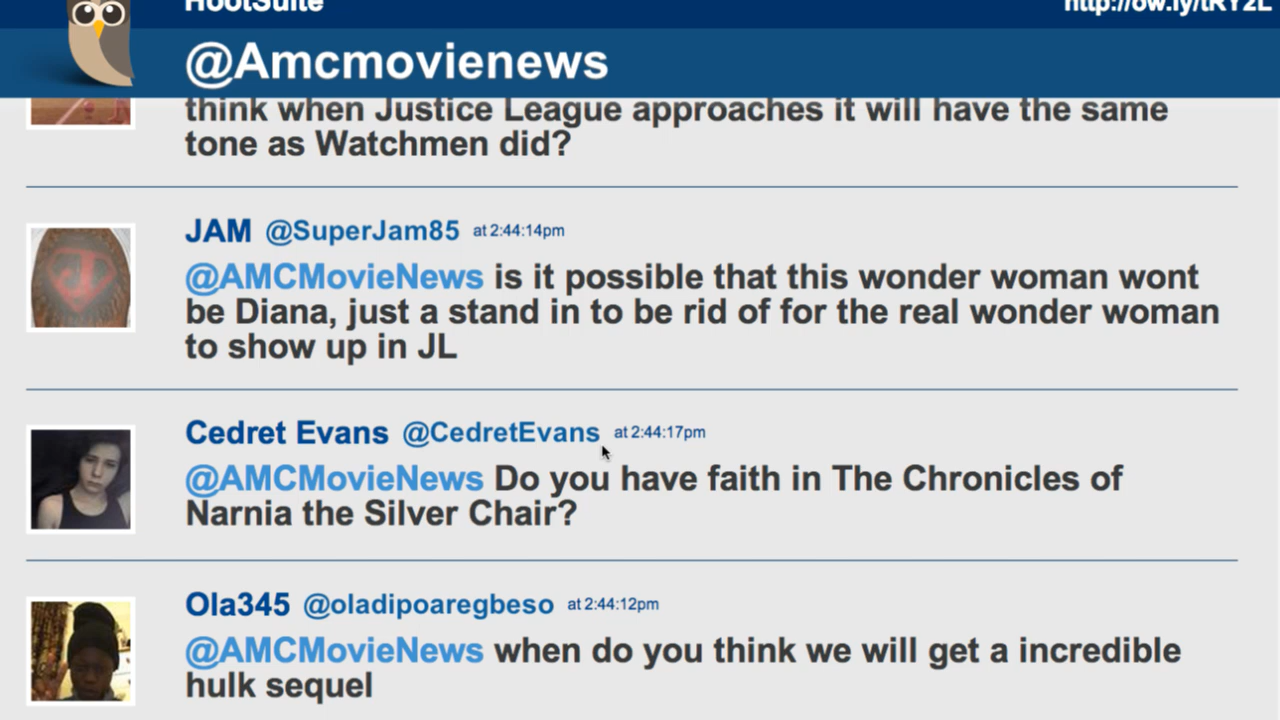 HootSuite
http://ow.ly/tRY2L
@Amcmovienews
think when Justice League approaches it will have the same
tone as Watchmen did?
JAM @SuperJam85 at 2:44:14pm
@AMCMovieNews is it possible that this wonder woman wont
be Diana, just a stand in to be rid of for the real wonder woman
to show up in JL
Cedret Evans @CedretEvans at 2:44:17pm
@AMCMovieNews Do you have faith in The Chronicles of
Narnia the Silver Chair?
Ola345 @oladipoaregbeso at 2:44:12pm
@AMCMovieNews when do you think we will get a incredible
hulk sequel